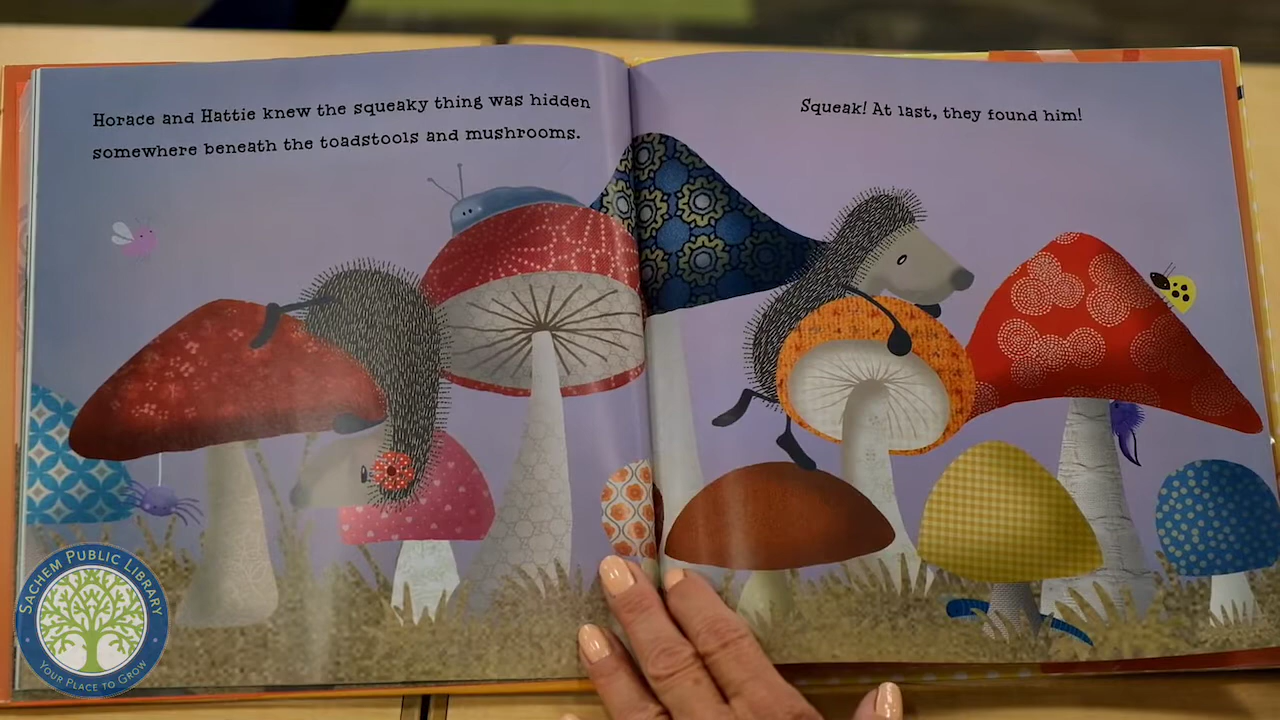 Horace and Hattie knew the squeaky thing was hidden
somewhere beneath the toadstools and mushrooms.
Squeak! At last, they found him!
SACHEM PUBLIC LIBRARY
YOUR PLACE TO GROW